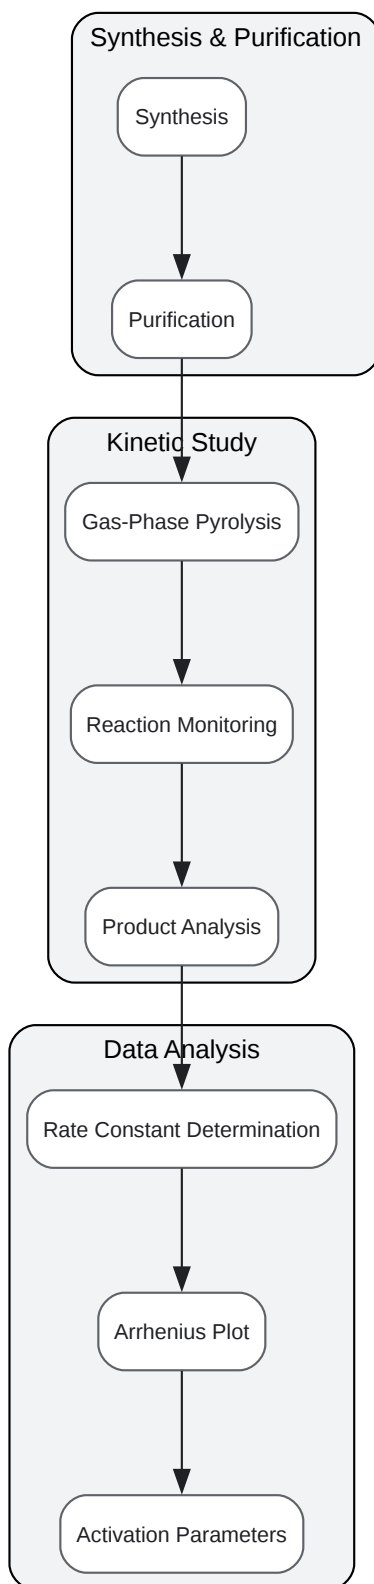 Synthesis & Purification
Synthesis
Purification
Kinetic Study
Gas-Phase Pyrolysis
Reaction Monitoring
Product Analysis
Data Analysis
Rate Constant Determination
Arrhenius Plot
Activation Parameters